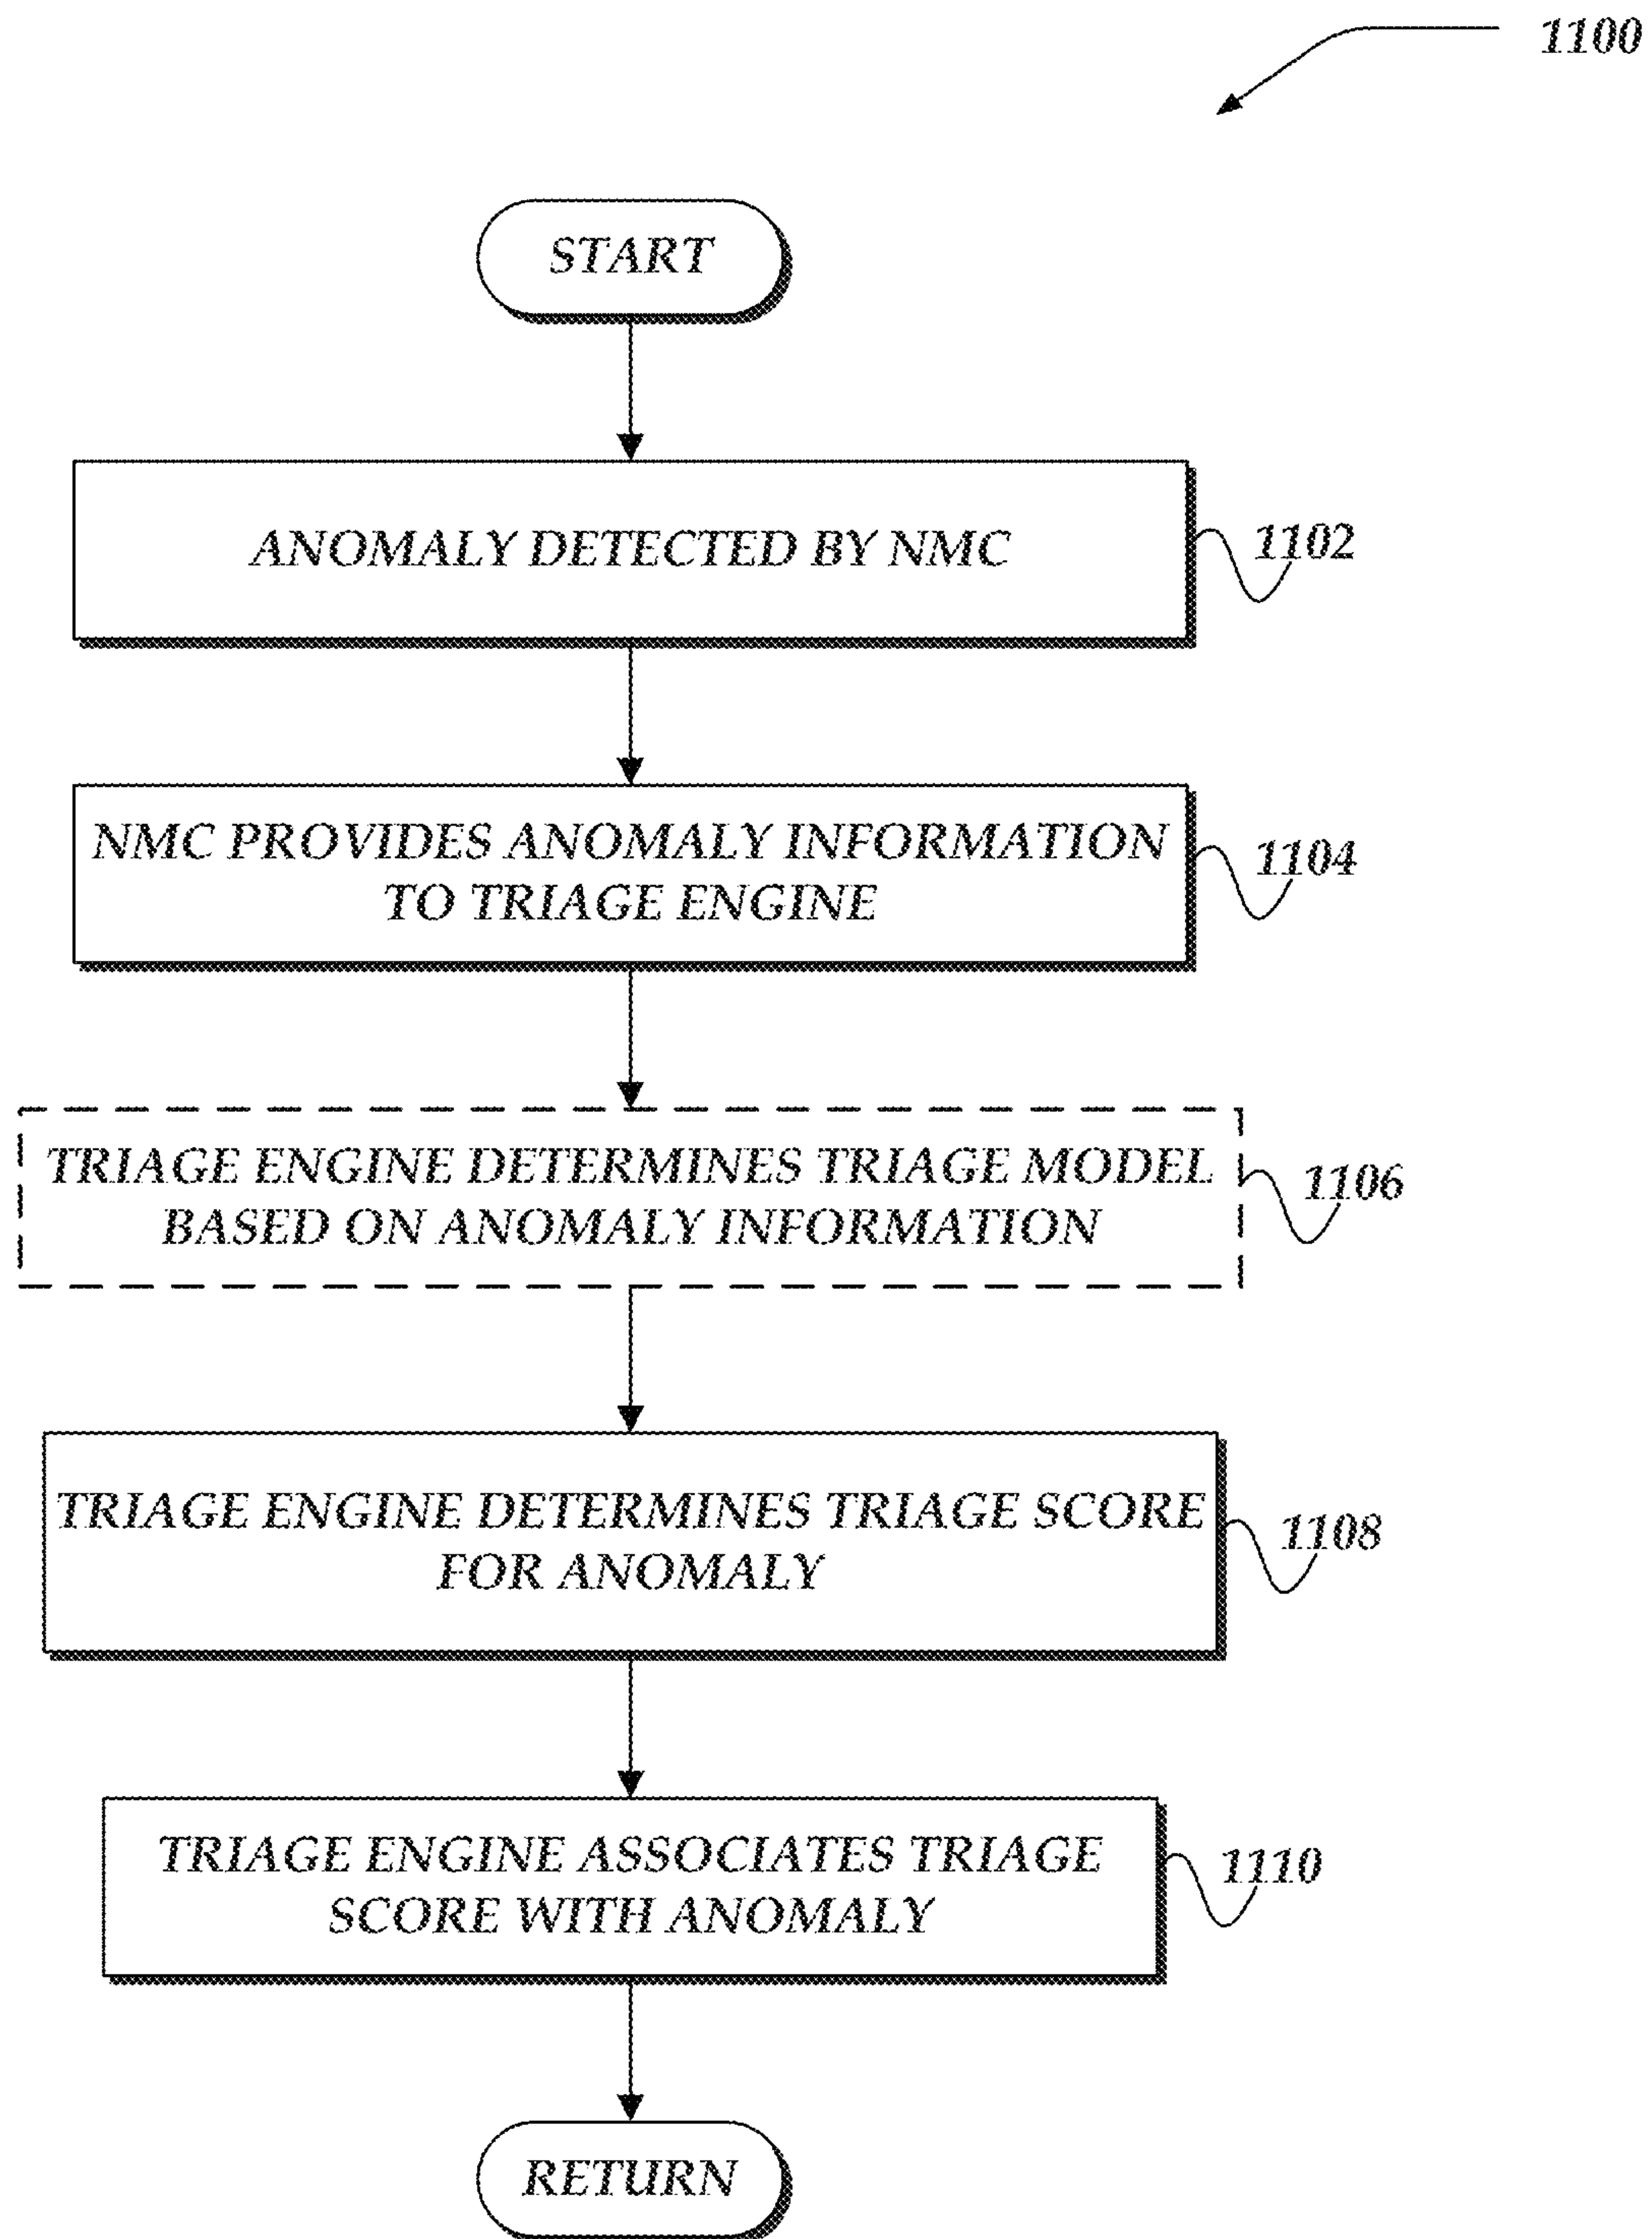 1100
START
ANOMALY DETECTED BY NMC
1102
NMC PROVIDES ANOMALY INFORMATION
TO TRIAGE ENGINE
1104
TRIAGE ENGINE DETERMINES TRIAGE MODEL
BASED ON ANOMALY INFORMATION
1106
TRIAGE ENGINE DETERMINES TRIAGE SCORE
FOR ANOMALY
1108
TRIAGE ENGINE ASSOCIATES TRIAGE
SCORE WITH ANOMALY
1110
RETURN